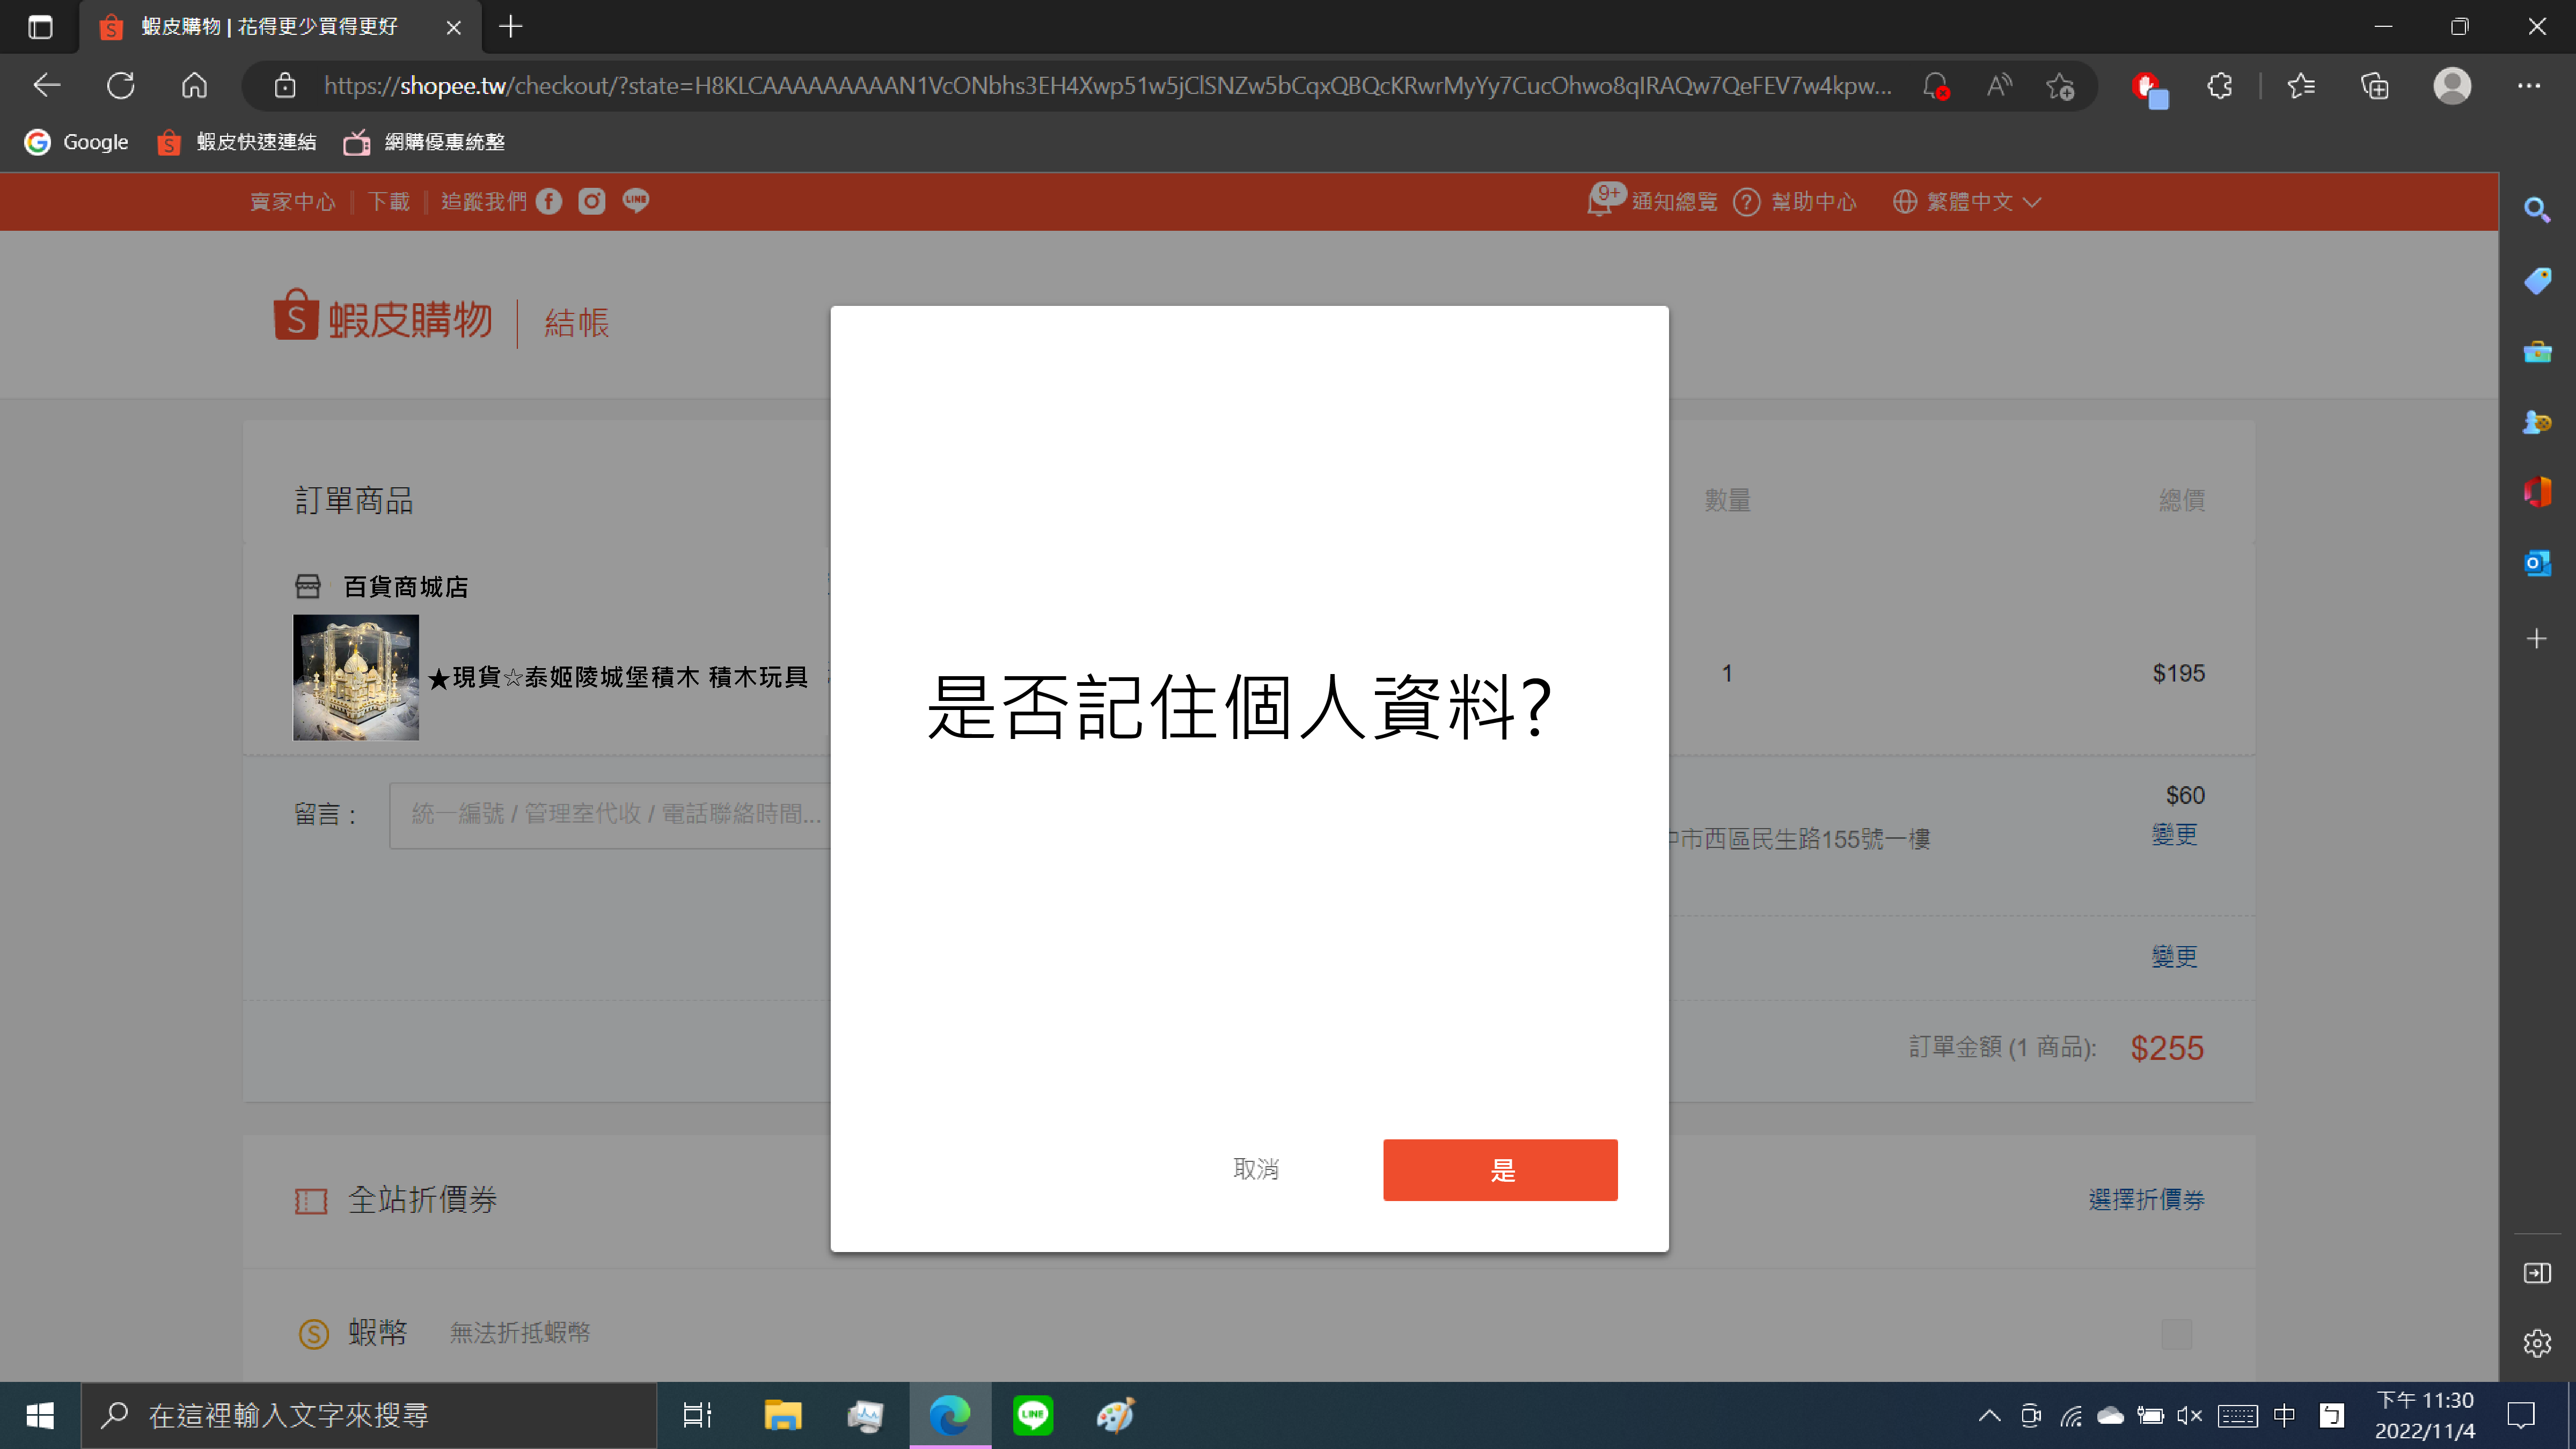 蝦皮購物 | 花得更少買得更好
https://shopee.tw/checkout/?state=H8KLCAAAAAAAAAN1VcONbhs3EH4Xwp51w5jClSNZw5bCqxQBQcKRwrMyYy7CucOhwo8qIRAQw7QeFEV7w4kpw...
Google 蝦皮快速連結 網購優惠統整
賣家中心 下載 追蹤我們 LINE 9+ 通知總覽 幫助中心 繁體中文
蝦皮購物 結帳
訂單商品 數量 總價
百貨商城店
★現貨☆泰姬陵城堡積木 積木玩具 1 $195
是否記住個人資料?
留言: 統一編號 / 管理室代收 / 電話聯絡時間... $60
市西區民生路155號一樓 變更
變更
訂單金額 (1 商品): $255
取消 是
全站折價券 選擇折價券
蝦幣 無法折抵蝦幣
在這裡輸入文字來搜尋 中 ㄅ 下午 11:30
2022/11/4